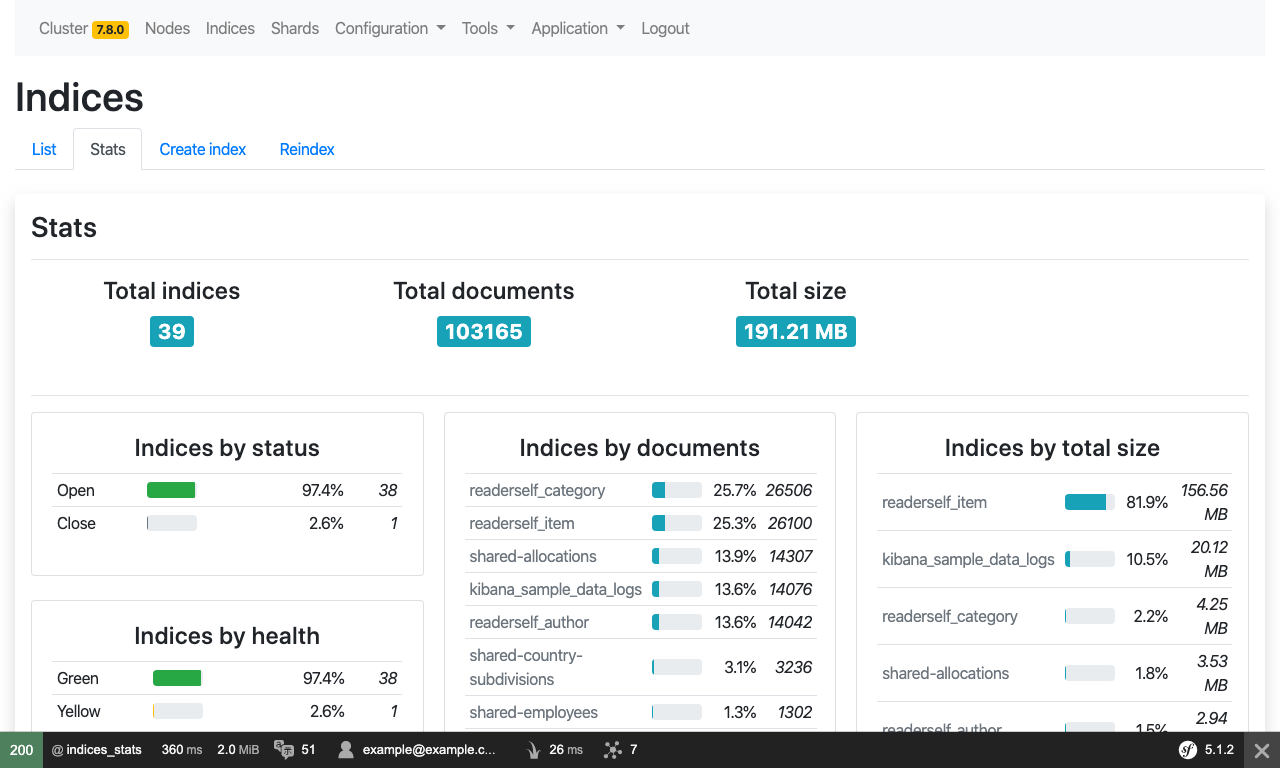 Cluster 7.8.0 Nodes Indices Shards Configuration Tools Application Logout
Indices
List Stats Create index Reindex
Stats
Total indices Total documents Total size
39 103165 191.21 MB
Indices by status
Open 97.4% 38
Close 2.6% 1
Indices by health
Green 97.4% 38
Yellow 2.6% 1
Indices by documents
readerself_category 25.7% 26506
readerself_item 25.3% 26100
shared-allocations 13.9% 14307
kibana_sample_data_logs 13.6% 14076
readerself_author 13.6% 14042
shared-country-
subdivisions 3.1% 3236
shared-employees 1.3% 1302
Indices by total size
readerself_item 81.9% 156.56
MB
kibana_sample_data_logs 10.5% 20.12
MB
readerself_category 2.2% 4.25
MB
shared-allocations 1.8% 3.53
MB
readerself_author 1.5% 2.94
200 @ indices_stats 360 ms 2.0 MiB 51 example@example.c... 26 ms 7 5.1.2